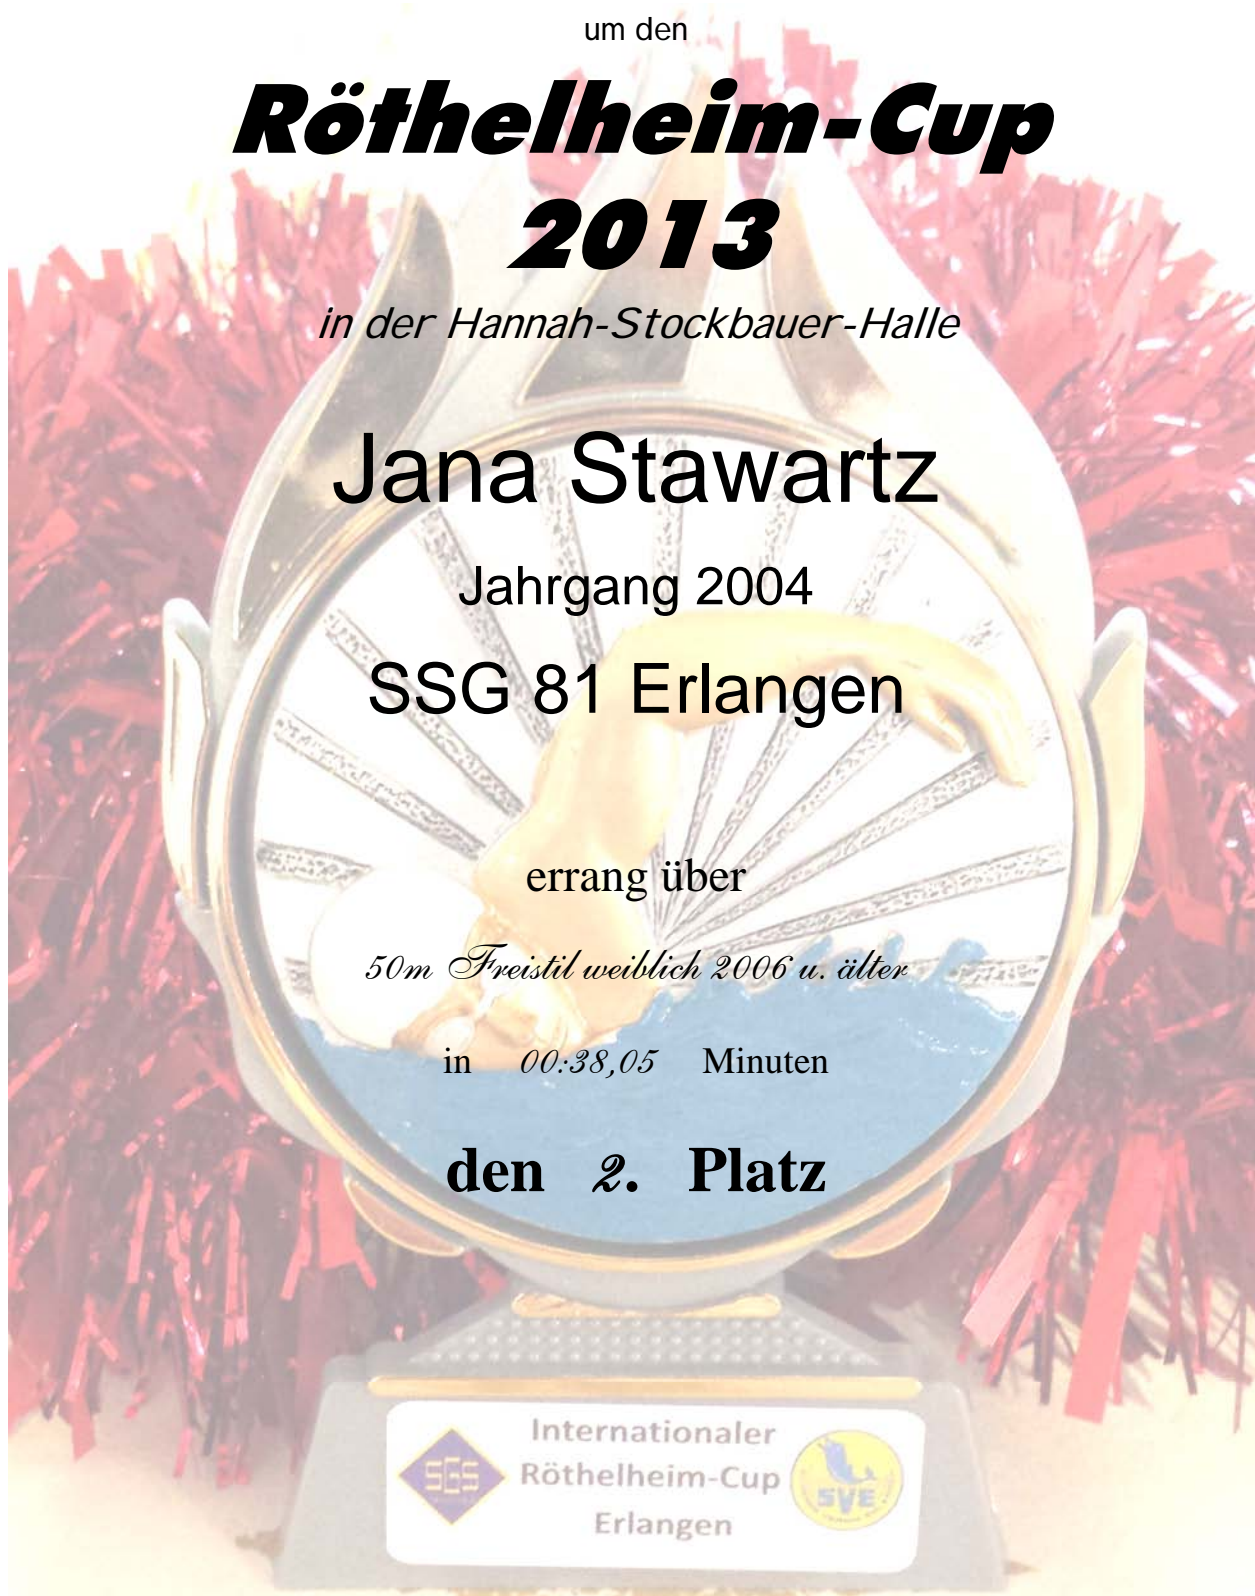 um den
Röthelheim-Cup
2013
in der Hannah-Stockbauer-Halle
Jana Stawartz
Jahrgang 2004
SSG 81 Erlangen
errang über
50m Freistil weiblich 2006 u. älter
in 00:38,05 Minuten
den 2. Platz
Internationaler
SGS Röthelheim-Cup SVE
Erlangen